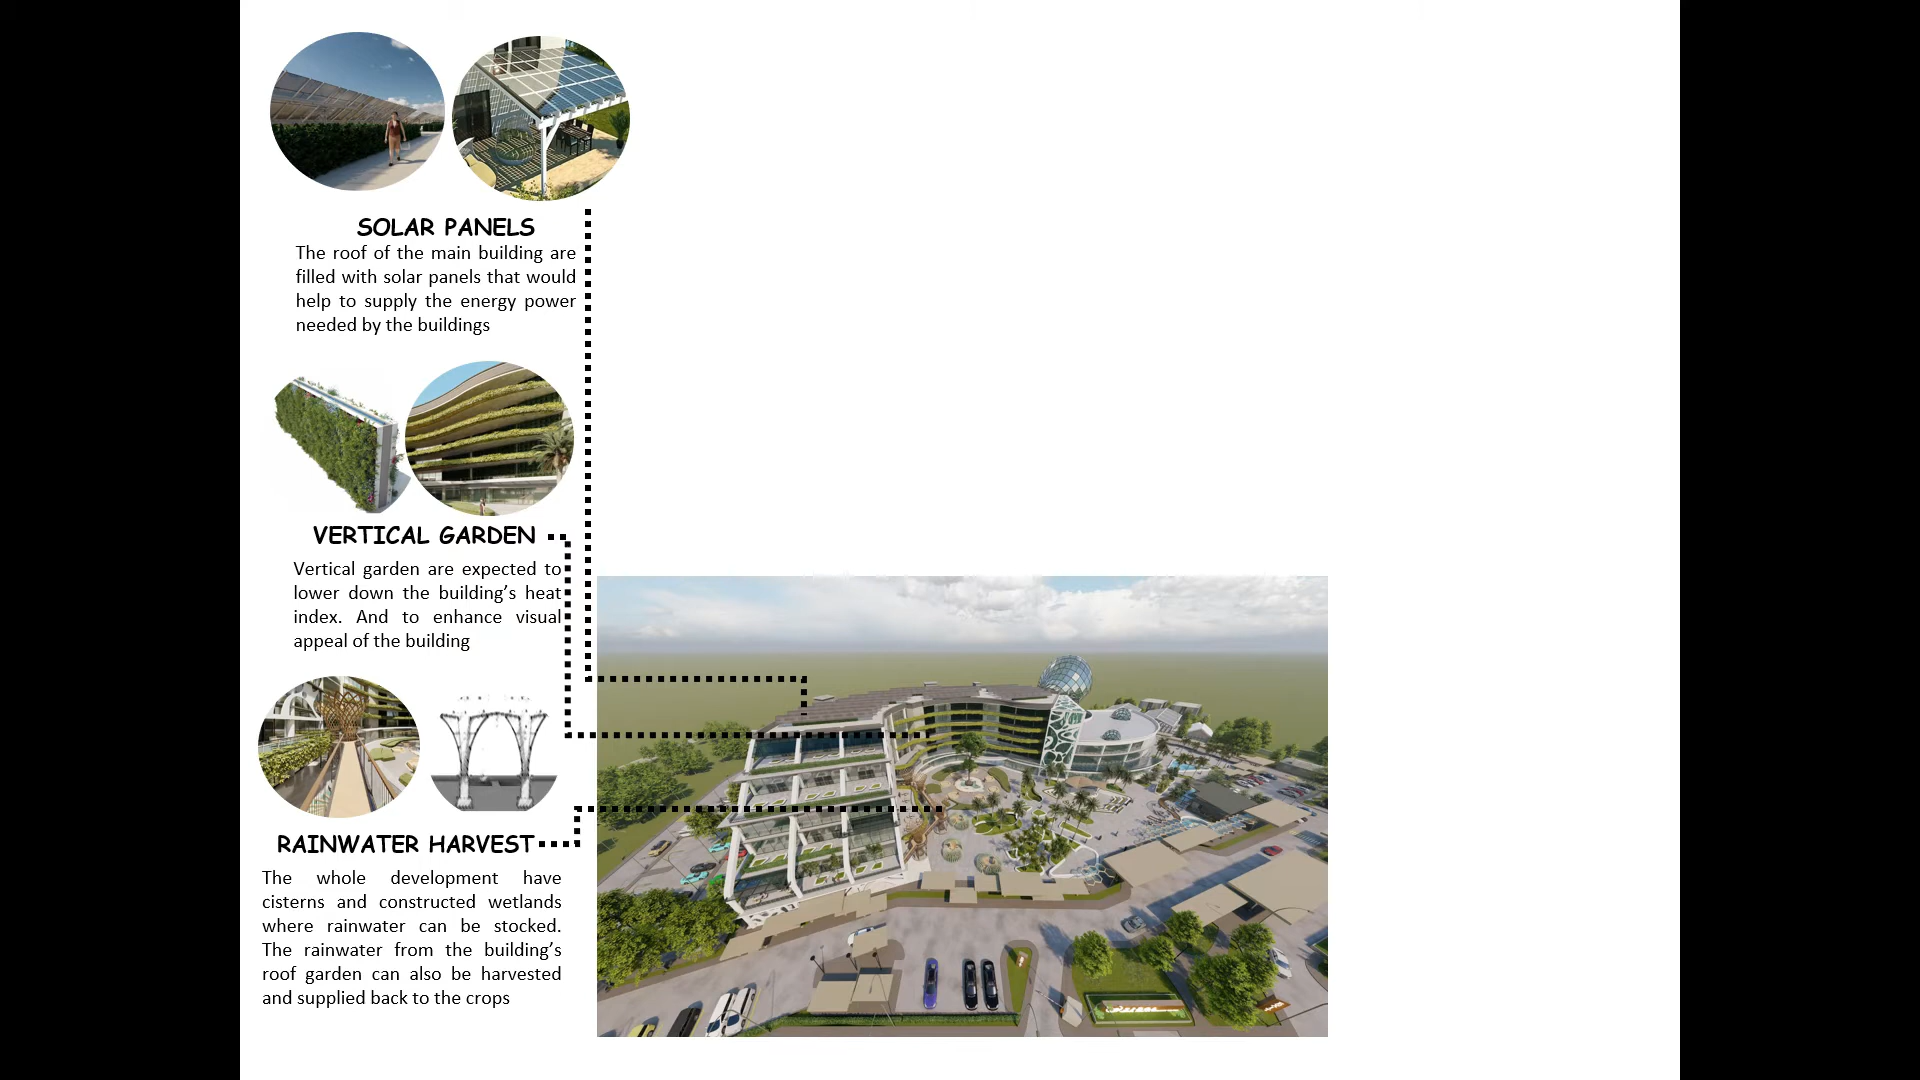 SOLAR PANELS
The roof of the main building are
filled with solar panels that would
help to supply the energy power
needed by the buildings
VERTICAL GARDEN
Vertical garden are expected to
lower down the building’s heat
index. And to enhance visual
appeal of the building
RAINWATER HARVEST
The whole development have
cisterns and constructed wetlands
where rainwater can be stocked.
The rainwater from the building’s
roof garden can also be harvested
and supplied back to the crops